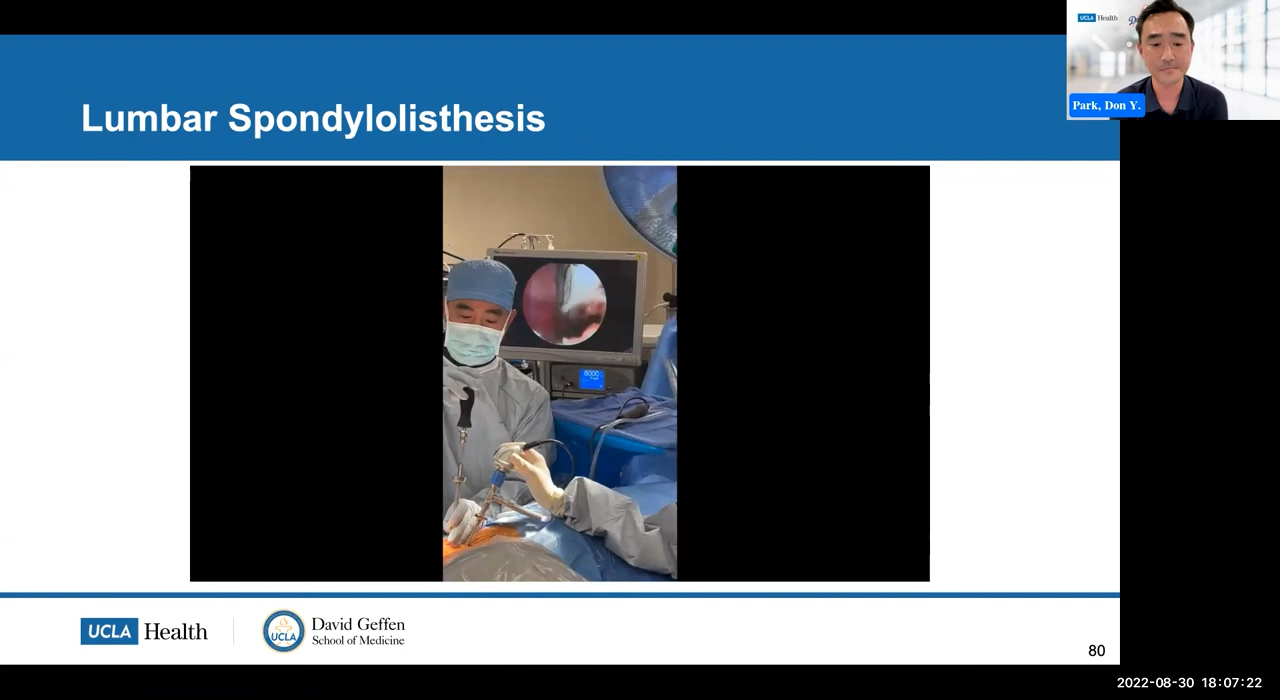 UCLA Health
Park, Don Y.
Lumbar Spondylolisthesis
8000
UCLA Health
UCLA
David Geffen
School of Medicine
80
2022-08-30 18:07:22